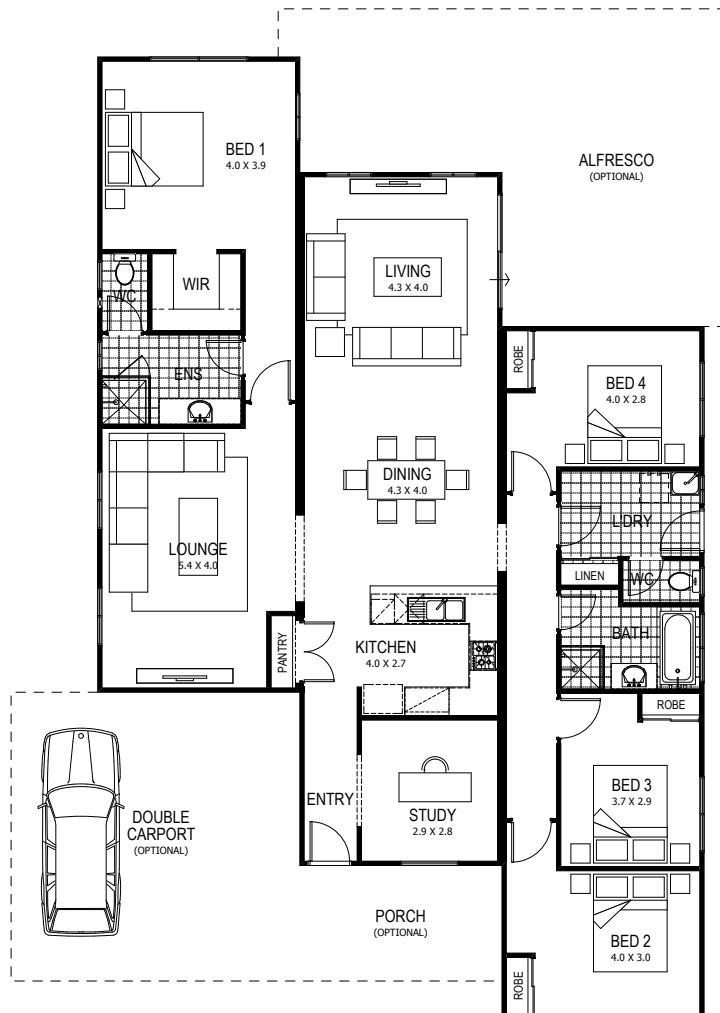 BED 1
4.0 X 3.9
ALFRESCO
(OPTIONAL)
WC
WIR
LIVING
4.3 X 4.0
ENS
ROBE
BED 4
4.0 X 2.8
DINING
4.3 X 4.0
L'DRY
LOUNGE
5.4 X 4.0
LINEN
WC
BATH
PANTRY
KITCHEN
4.0 X 2.7
ROBE
ENTRY
STUDY
2.9 X 2.8
BED 3
3.7 X 2.9
DOUBLE
CARPORT
(OPTIONAL)
PORCH
(OPTIONAL)
BED 2
4.0 X 3.0
ROBE